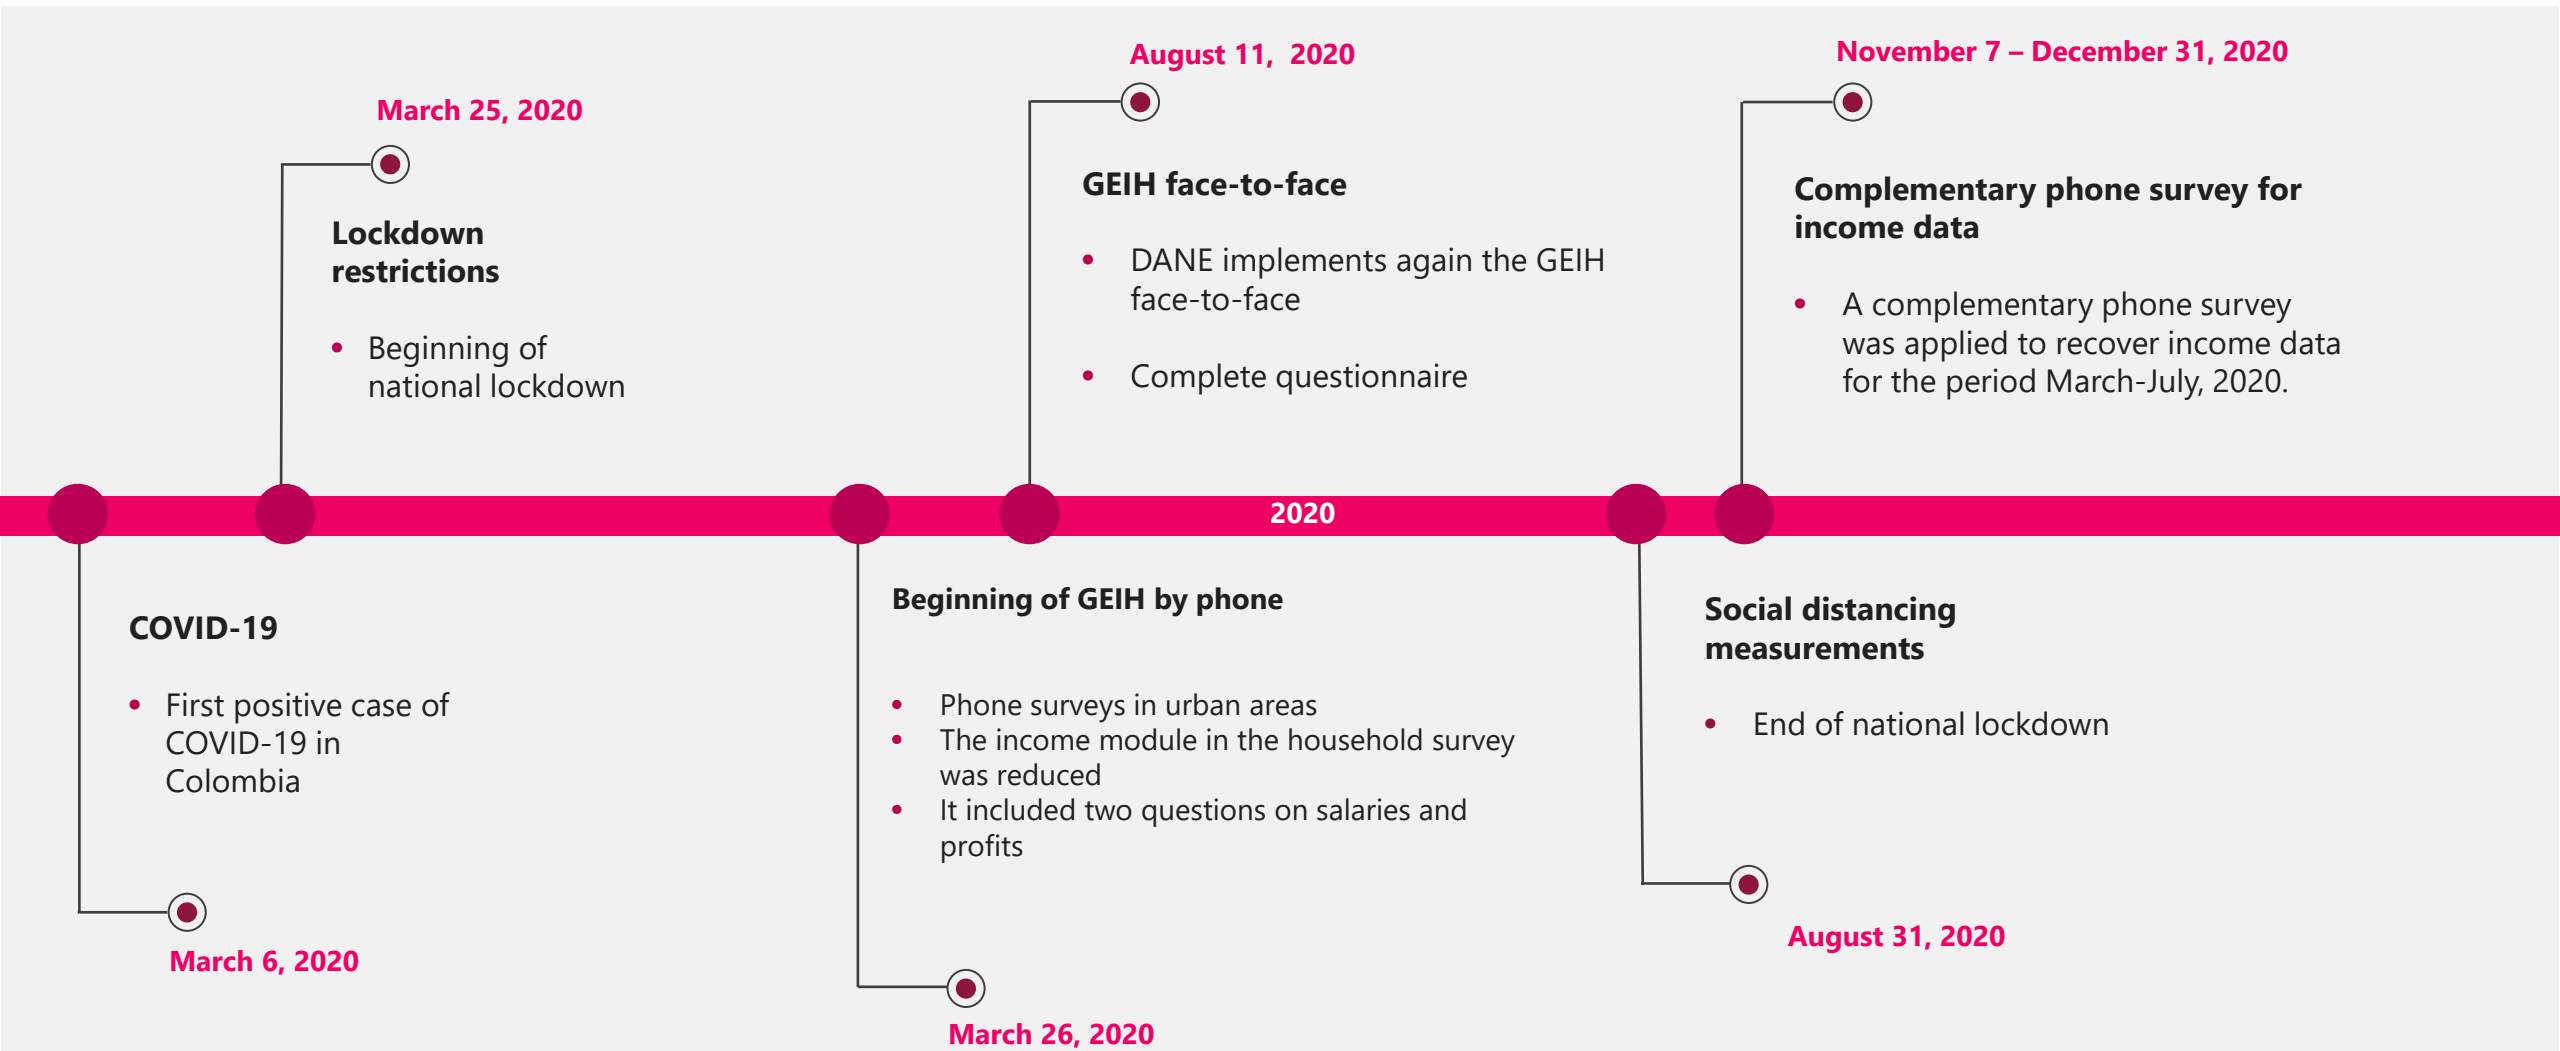 March 25, 2020
Lockdown
restrictions
• Beginning of
national lockdown
August 11,  2020
GEIH face-to-face
• DANE implements again the GEIH
face-to-face
• Complete questionnaire
November 7 – December 31, 2020
Complementary phone survey for
income data
• A complementary phone survey
was applied to recover income data
for the period March-July, 2020.
2020
COVID-19
• First positive case of
COVID-19 in
Colombia
March 6, 2020
Beginning of GEIH by phone
• Phone surveys in urban areas
• The income module in the household survey
was reduced
• It included two questions on salaries and
profits
March 26, 2020
Social distancing
measurements
• End of national lockdown
August 31, 2020